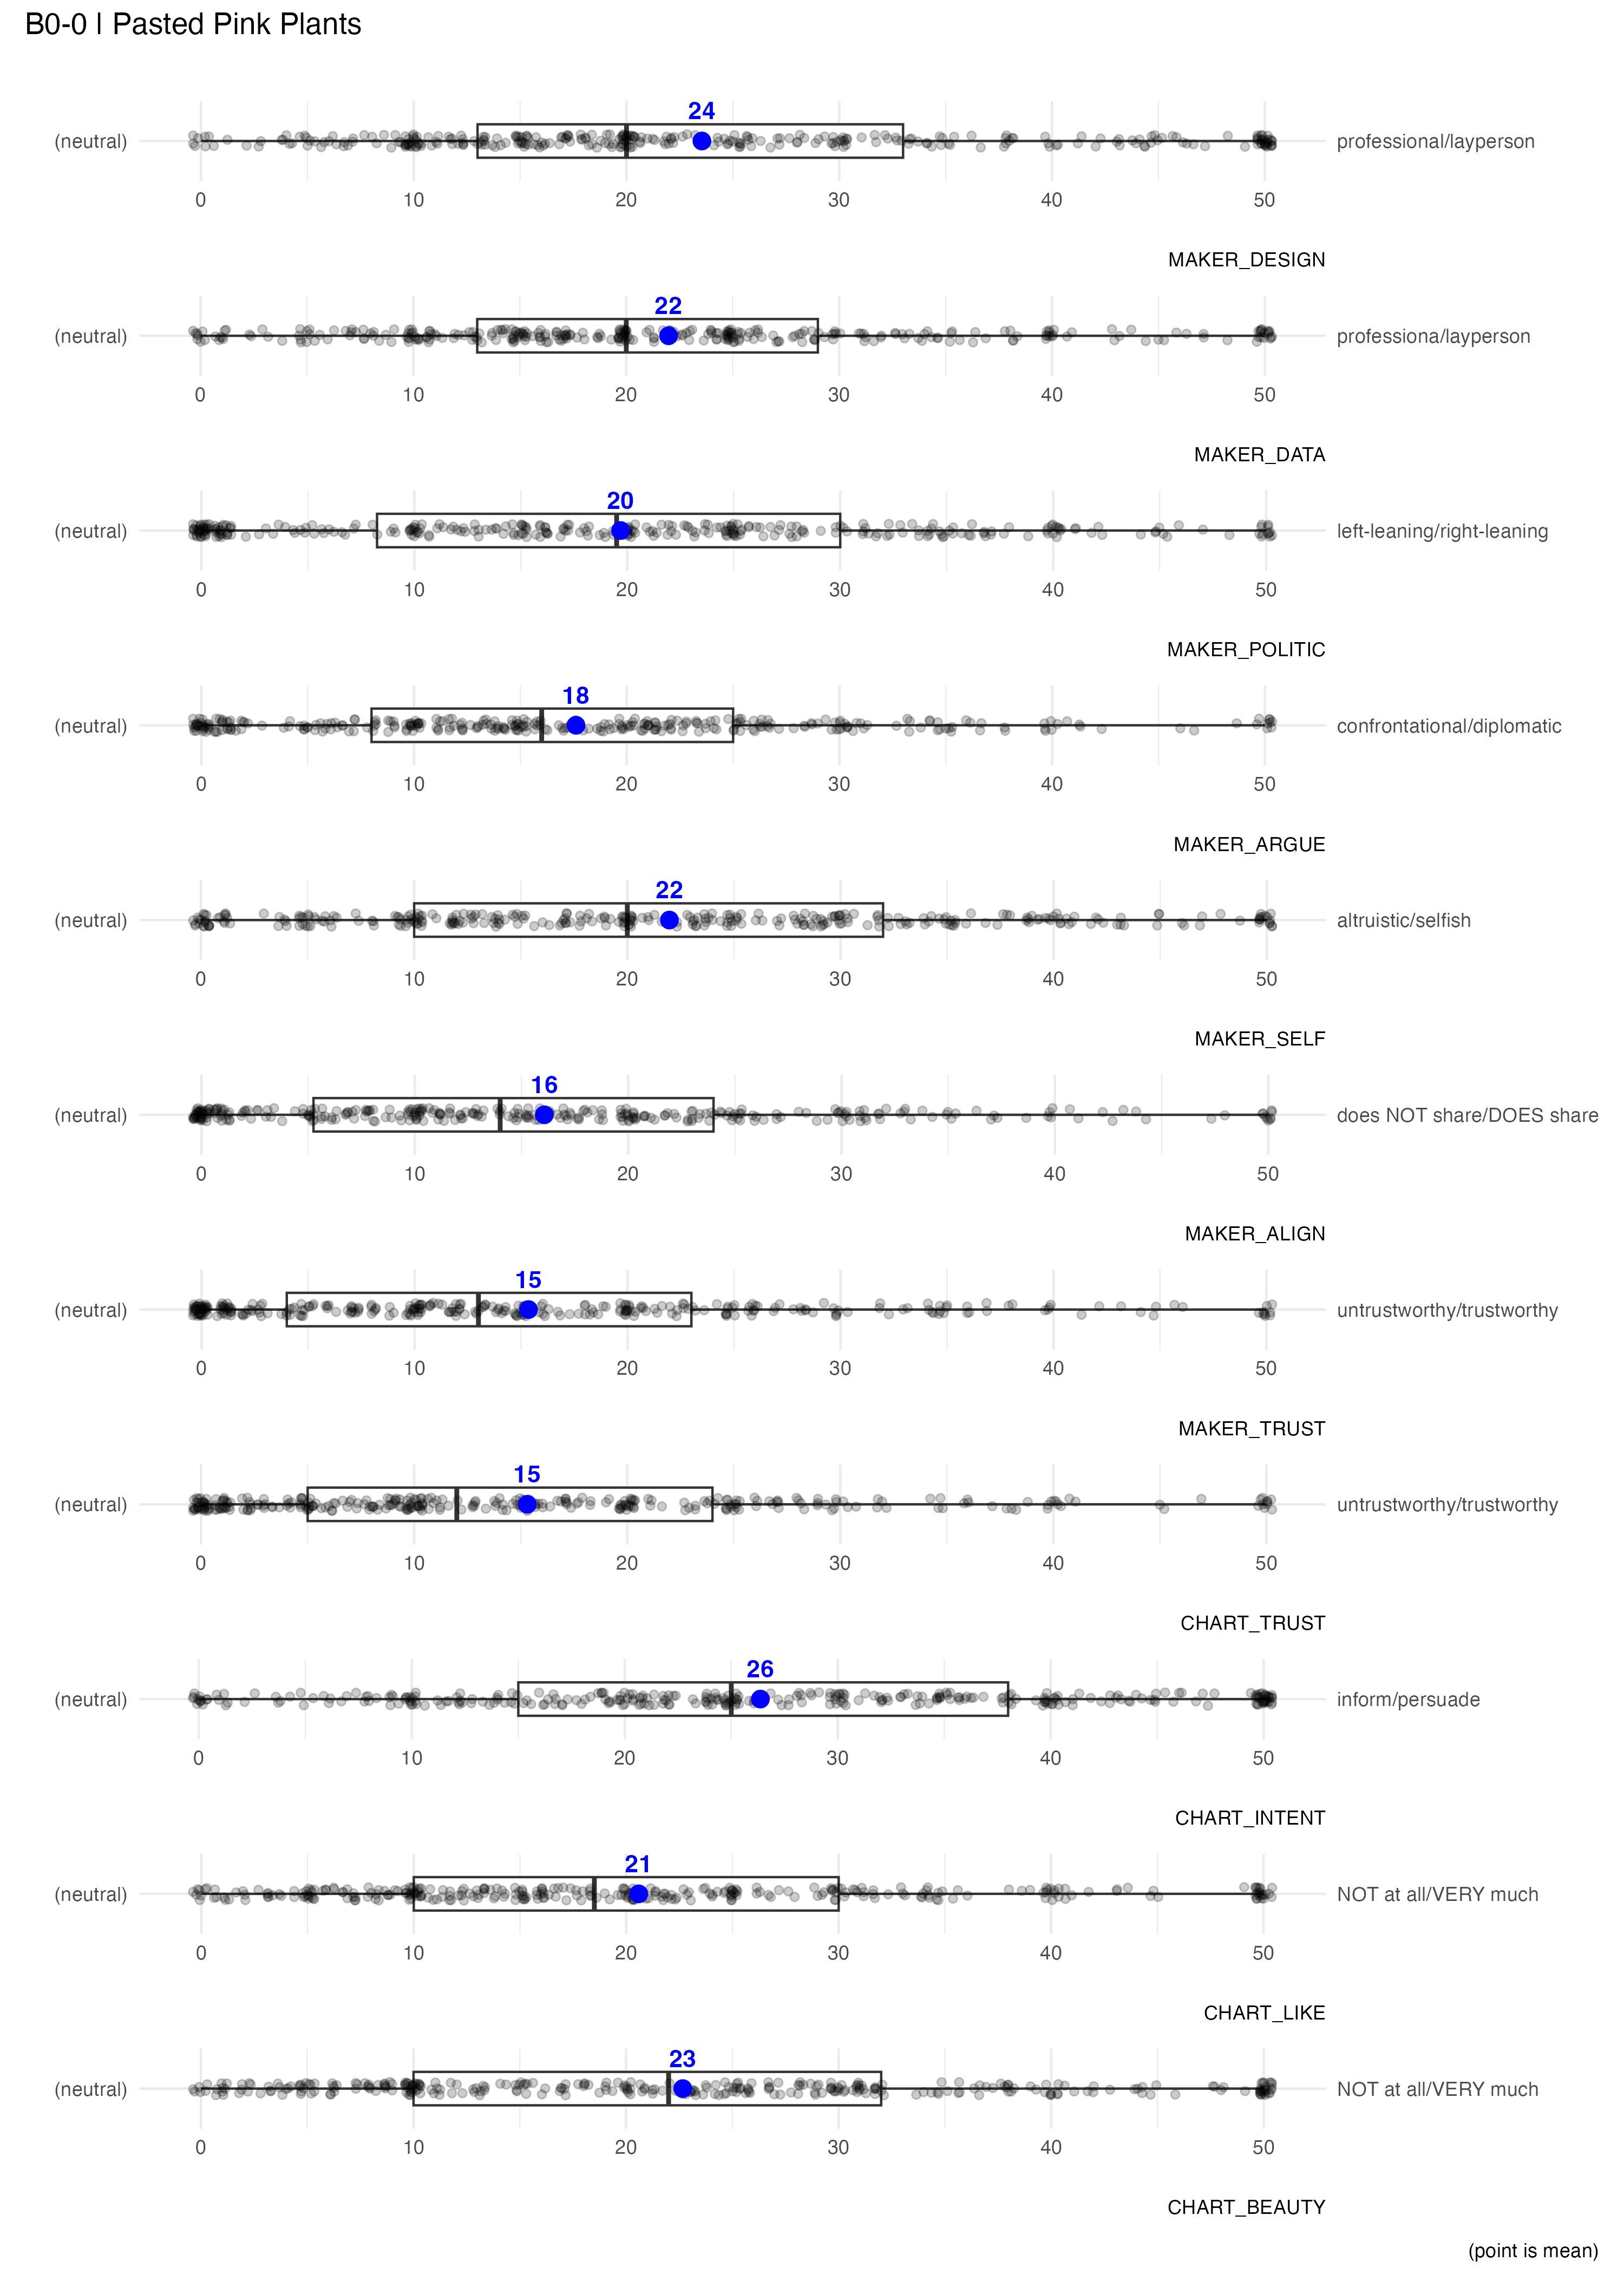 B0-0 | Pasted Pink Plants
24
(neutral) professional/layperson
0 10 20 30 40 50
MAKER_DESIGN
22
(neutral) professiona/layperson
0 10 20 30 40 50
MAKER_DATA
20
(neutral) left-leaning/right-leaning
0 10 20 30 40 50
MAKER_POLITIC
18
(neutral) confrontational/diplomatic
0 10 20 30 40 50
MAKER_ARGUE
22
(neutral) altruistic/selfish
0 10 20 30 40 50
MAKER_SELF
16
(neutral) does NOT share/DOES share
0 10 20 30 40 50
MAKER_ALIGN
15
(neutral) untrustworthy/trustworthy
0 10 20 30 40 50
MAKER_TRUST
15
(neutral) untrustworthy/trustworthy
0 10 20 30 40 50
CHART_TRUST
26
(neutral) inform/persuade
0 10 20 30 40 50
CHART_INTENT
21
(neutral) NOT at all/VERY much
0 10 20 30 40 50
CHART_LIKE
23
(neutral) NOT at all/VERY much
0 10 20 30 40 50
CHART_BEAUTY
(point is mean)